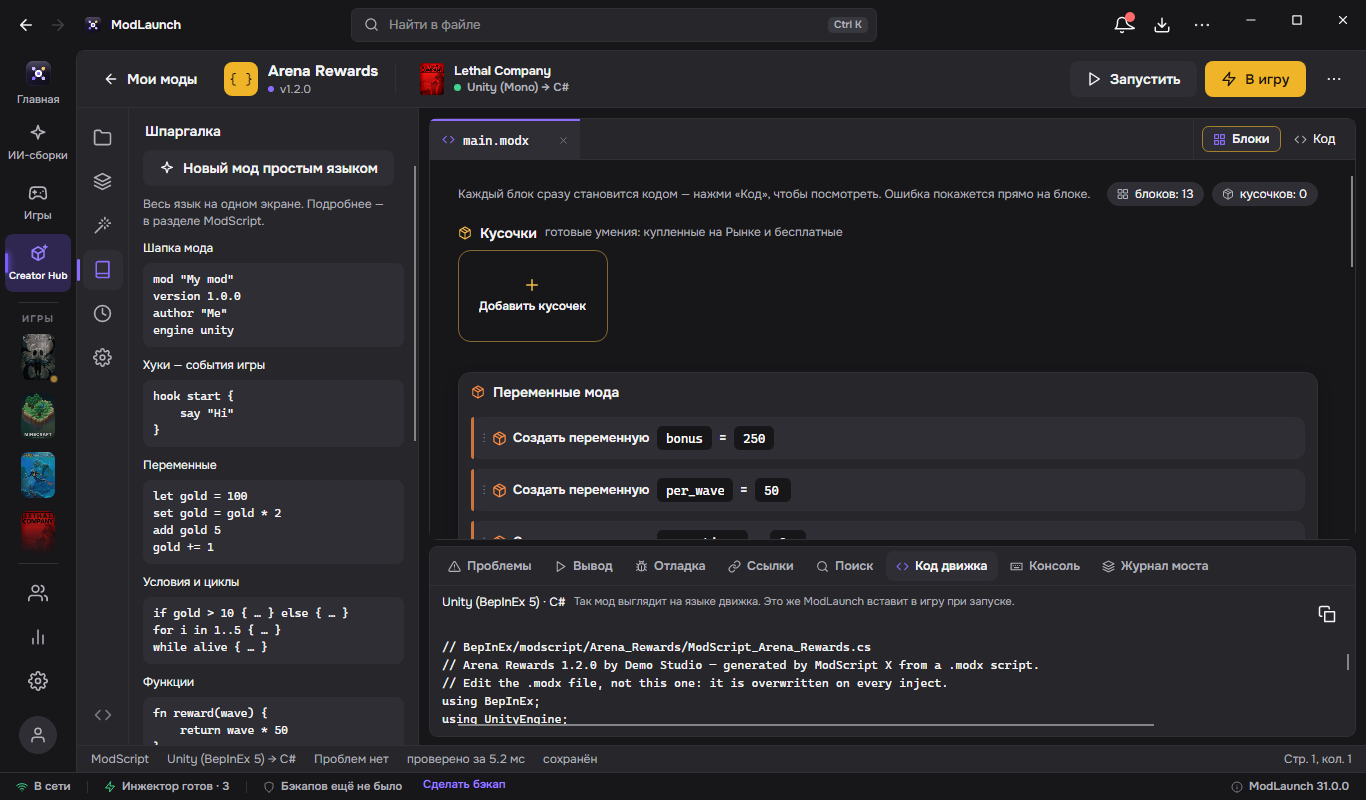 ModLaunch
Найти в файле
Ctrl K
Главная
ИИ-сборки
Игры
Creator Hub
ИГРЫ
MINECRAFT
LETHAL
COMPANY
Мои моды
{ }
Arena Rewards
v1.2.0
Lethal Company
Unity (Mono) → C#
Запустить
В игру
Шпаргалка
Новый мод простым языком
Весь язык на одном экране. Подробнее —
в разделе ModScript.
Шапка мода
mod "My mod"
version 1.0.0
author "Me"
engine unity
Хуки — события игры
hook start {
say "Hi"
}
Переменные
let gold = 100
set gold = gold * 2
add gold 5
gold += 1
Условия и циклы
if gold > 10 { … } else { … }
for i in 1..5 { … }
while alive { … }
Функции
fn reward(wave) {
return wave * 50
main.modx
Блоки
Код
Каждый блок сразу становится кодом — нажми «Код», чтобы посмотреть. Ошибка покажется прямо на блоке.
блоков: 13
кусочков: 0
Кусочки
готовые умения: купленные на Рынке и бесплатные
Добавить кусочек
Переменные мода
Создать переменную bonus = 250
Создать переменную per_wave = 50
Проблемы
Вывод
Отладка
Ссылки
Поиск
Код движка
Консоль
Журнал моста
Unity (BepInEx 5) · C#
Так мод выглядит на языке движка. Это же ModLaunch вставит в игру при запуске.
// BepInEx/modscript/Arena_Rewards/ModScript_Arena_Rewards.cs
// Arena Rewards 1.2.0 by Demo Studio — generated by ModScript X from a .modx script.
// Edit the .modx file, not this one: it is overwritten on every inject.
using BepInEx;
using UnityEngine;
ModScript
Unity (BepInEx 5) → C#
Проблем нет
проверено за 5.2 мс
сохранён
Стр. 1, кол. 1
В сети
Инжектор готов · 3
Бэкапов ещё не было
Сделать бэкап
ModLaunch 31.0.0